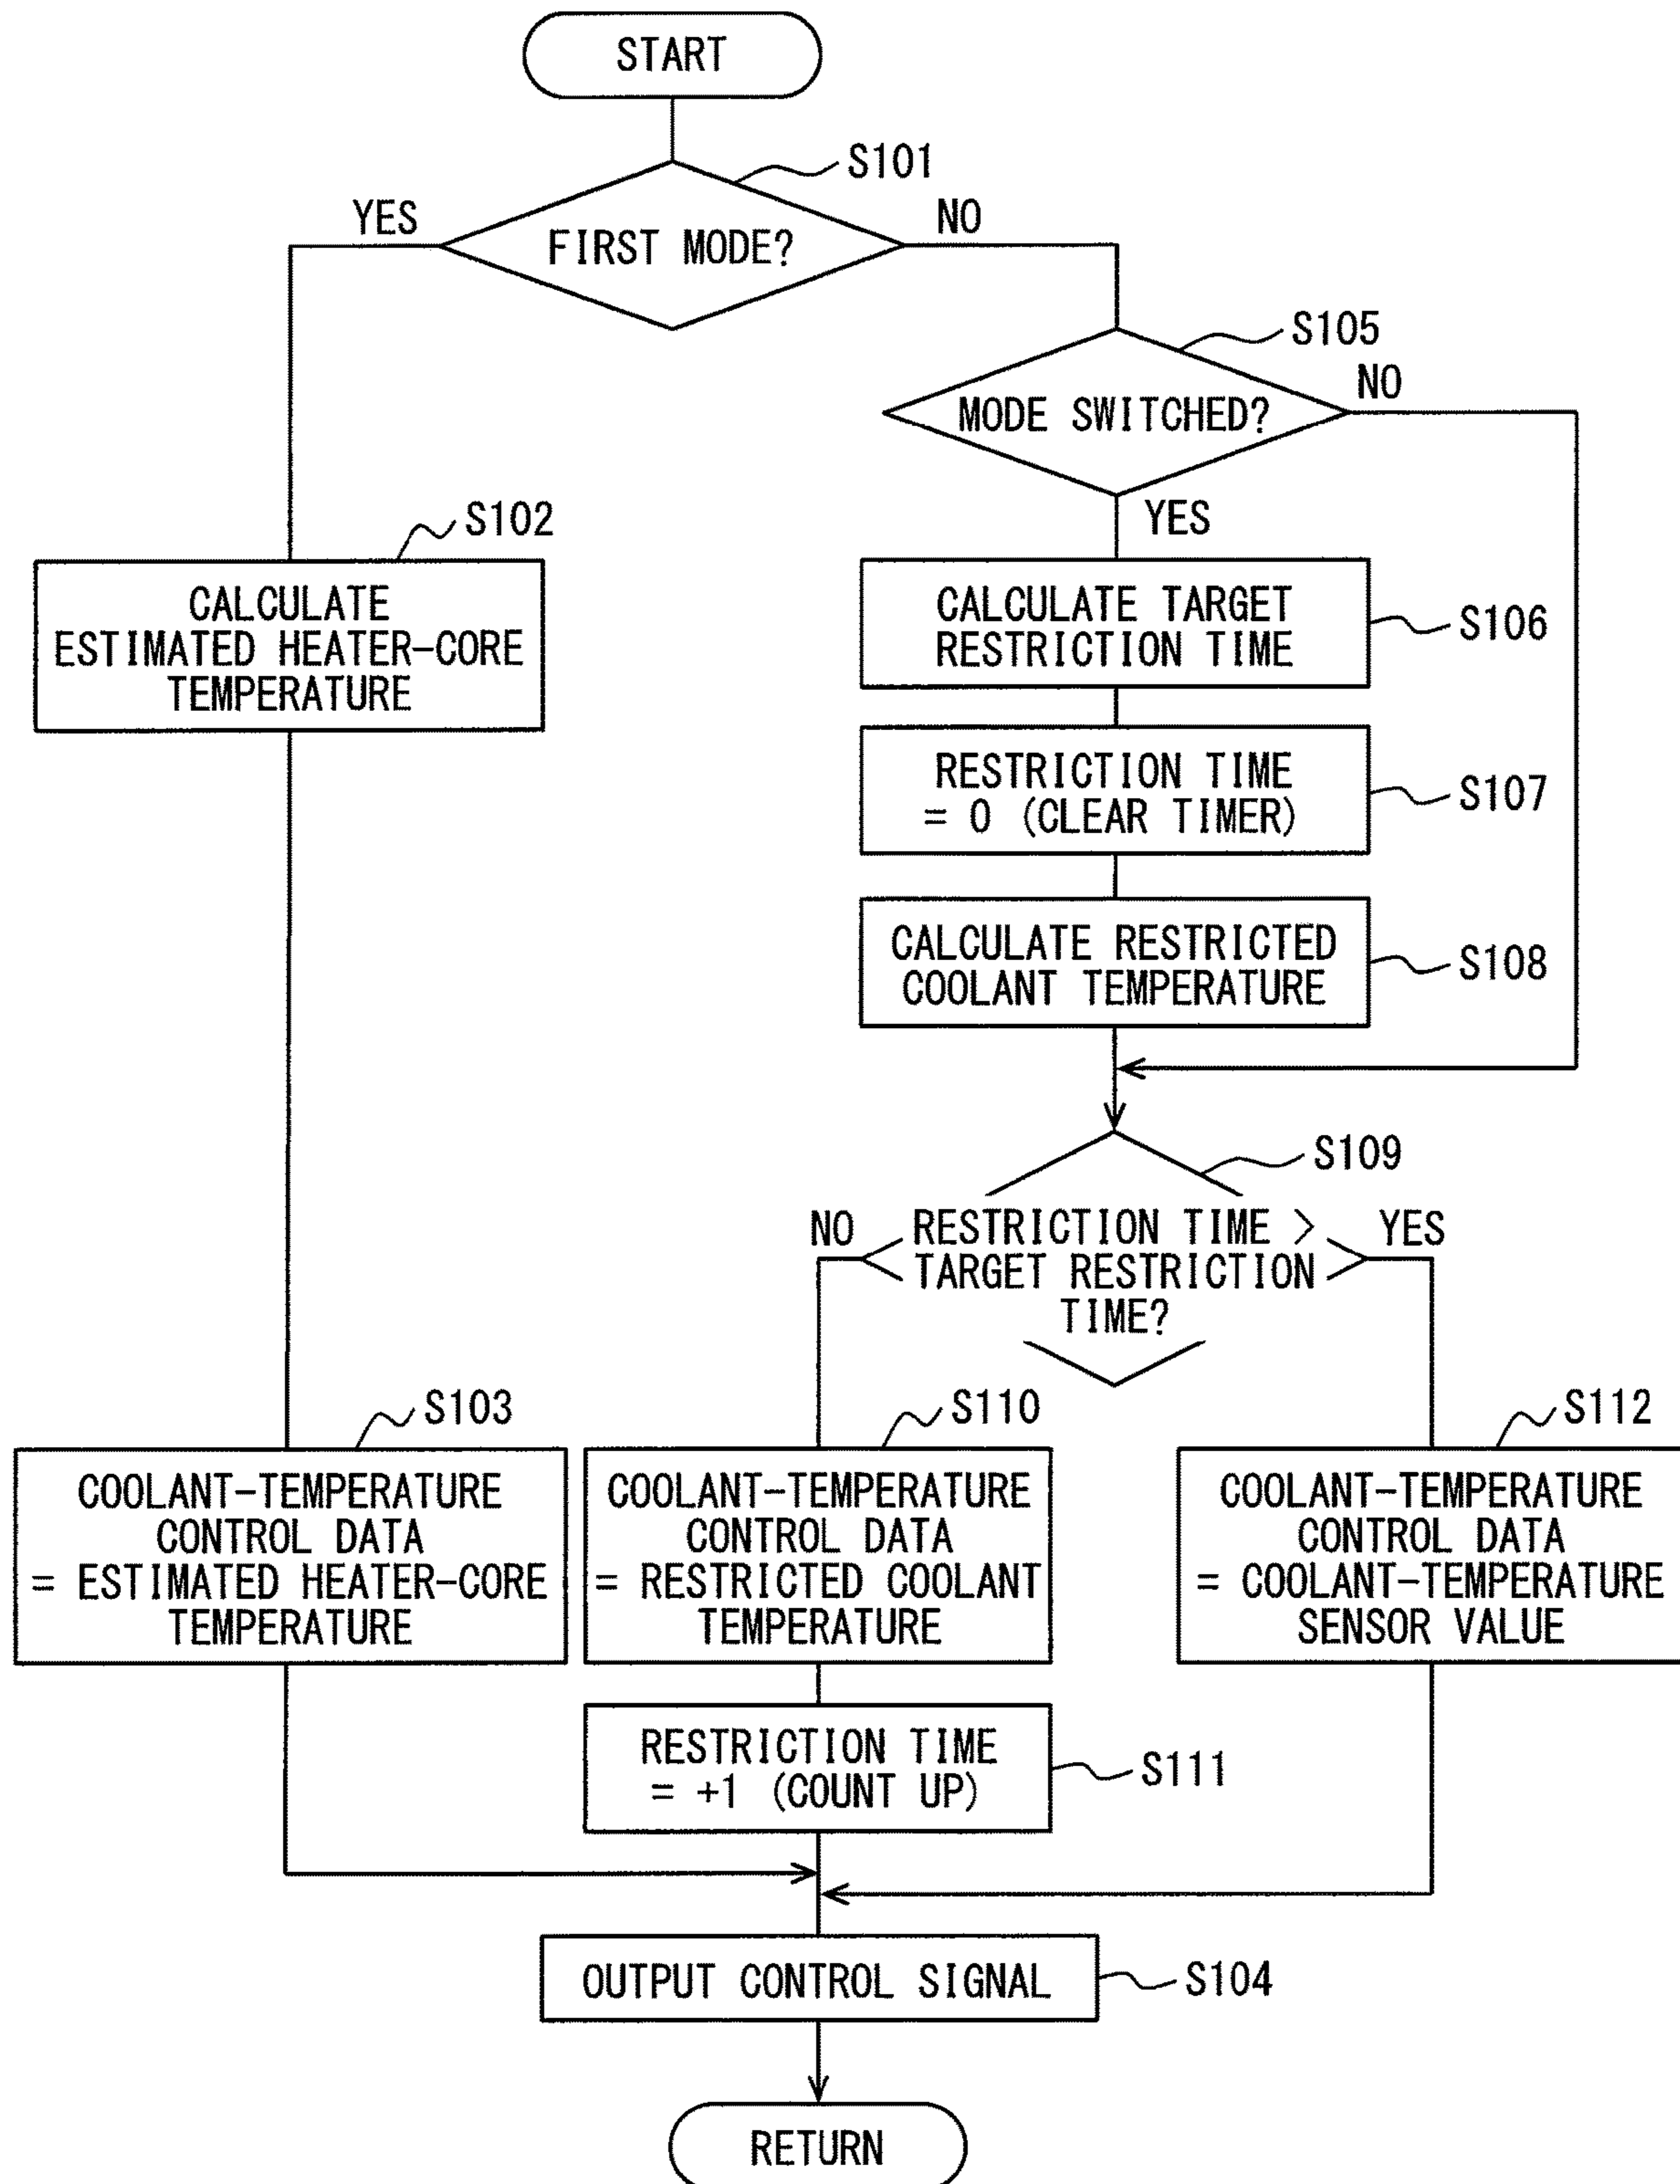 START
S101
YES
NO
FIRST MODE?
S105
NO
MODE SWITCHED?
YES
S102
CALCULATE
ESTIMATED HEATER-CORE
TEMPERATURE
CALCULATE TARGET
RESTRICTION TIME
S106
RESTRICTION TIME
= 0 (CLEAR TIMER)
S107
CALCULATE RESTRICTED
COOLANT TEMPERATURE
S108
S109
NO
RESTRICTION TIME >
TARGET RESTRICTION
TIME?
YES
S103
COOLANT-TEMPERATURE
CONTROL DATA
= ESTIMATED HEATER-CORE
TEMPERATURE
S110
COOLANT-TEMPERATURE
CONTROL DATA
= RESTRICTED COOLANT
TEMPERATURE
S112
COOLANT-TEMPERATURE
CONTROL DATA
= COOLANT-TEMPERATURE
SENSOR VALUE
RESTRICTION TIME
= +1 (COUNT UP)
S111
OUTPUT CONTROL SIGNAL
S104
RETURN